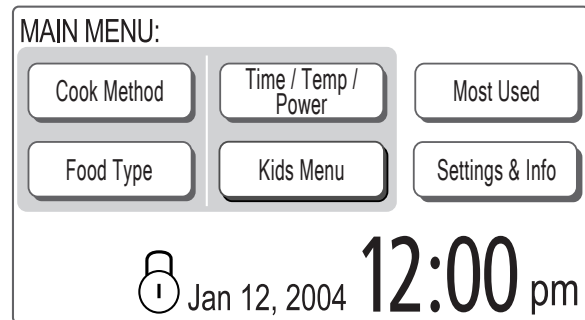 MAIN MENU:
Cook Method
Time / Temp /
Power
Most Used
Food Type
Kids Menu
Settings & Info
Jan 12, 2004 12:00 pm